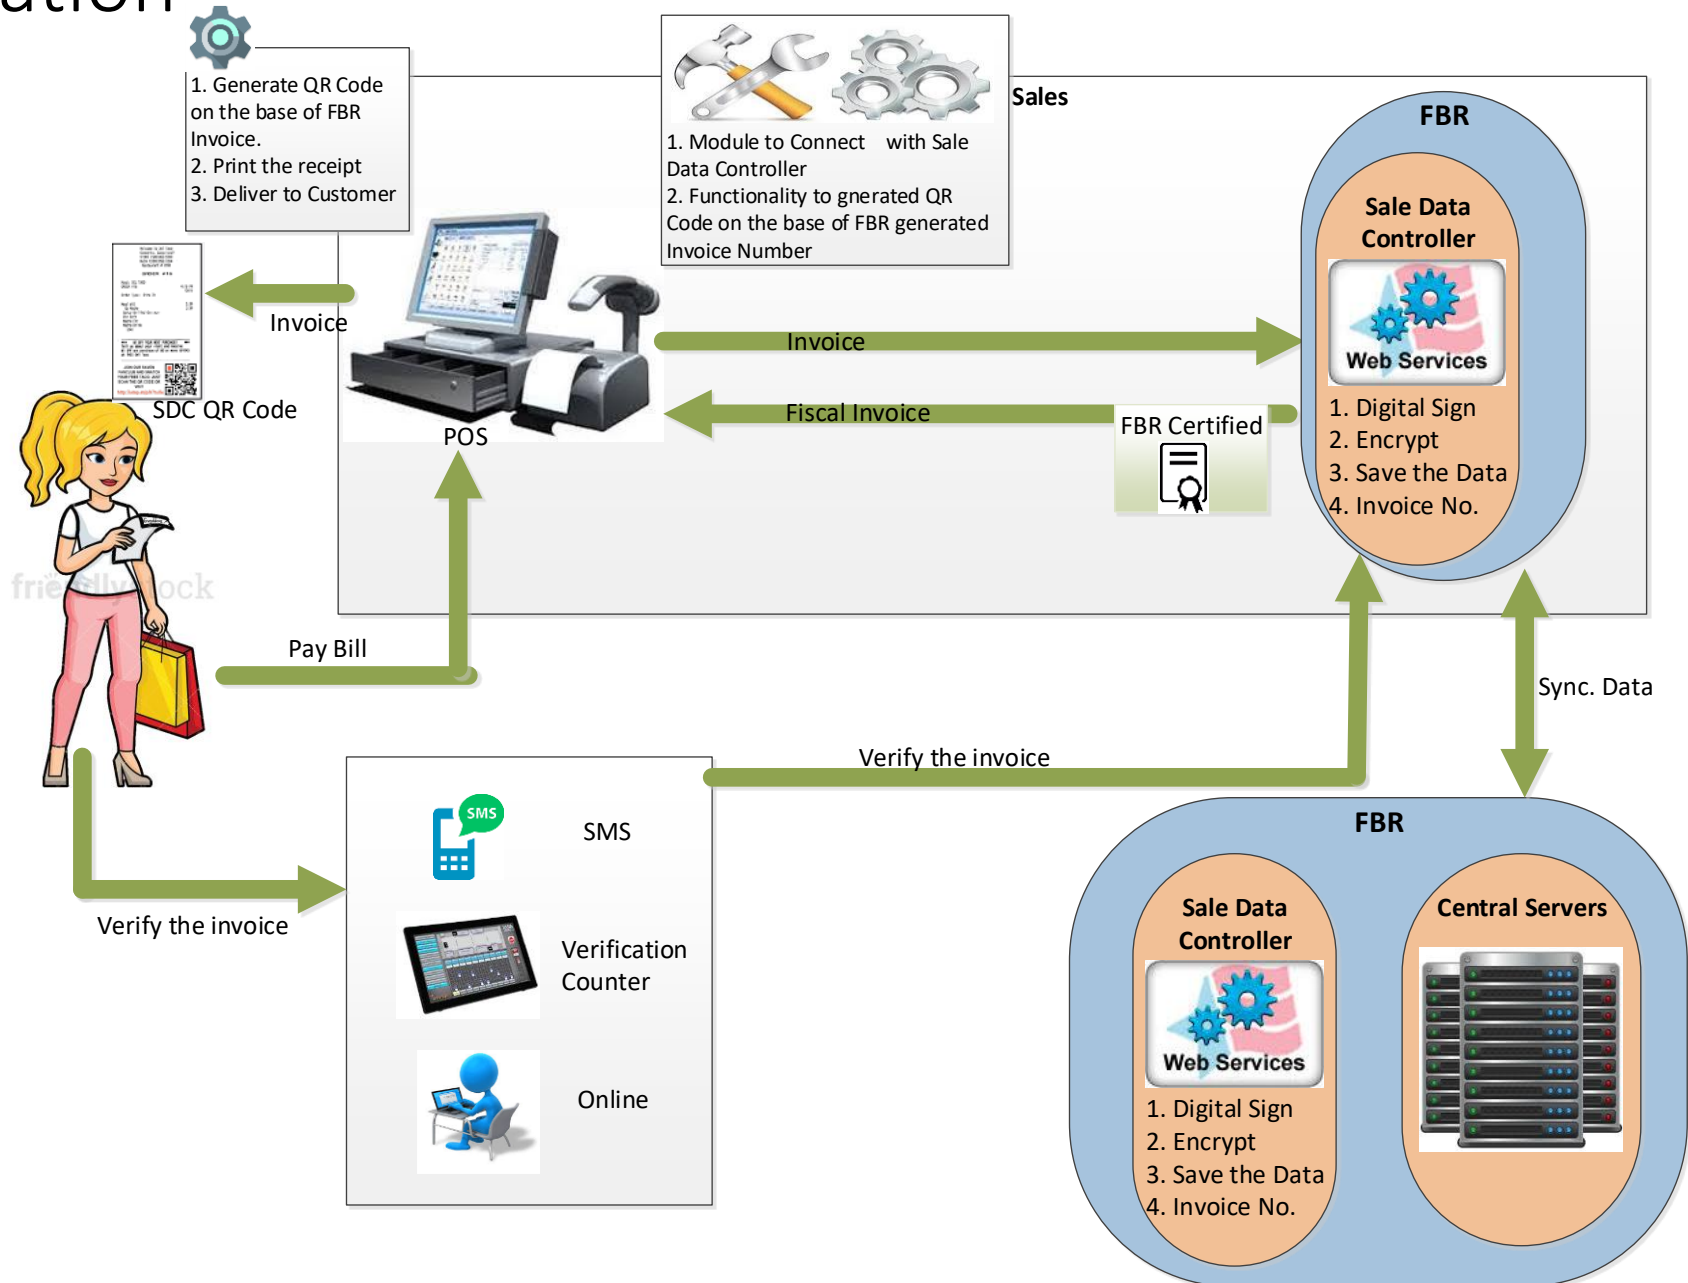 ation
1. Generate QR Code
on the base of FBR
Invoice.
2. Print the receipt
3. Deliver to Customer
1. Module to Connect with Sale
Data Controller
2. Functionality to gnerated QR
Code on the base of FBR generated
Invoice Number
Sales
FBR
Sale Data
Controller
Web Services
1. Digital Sign
2. Encrypt
3. Save the Data
4. Invoice No.
Invoice
SDC QR Code
POS
Invoice
Fiscal Invoice
FBR Certified
friendlystock
Pay Bill
Sync. Data
Verify the invoice
Verify the invoice
SMS
SMS
Verification
Counter
Online
FBR
Sale Data
Controller
Web Services
1. Digital Sign
2. Encrypt
3. Save the Data
4. Invoice No.
Central Servers